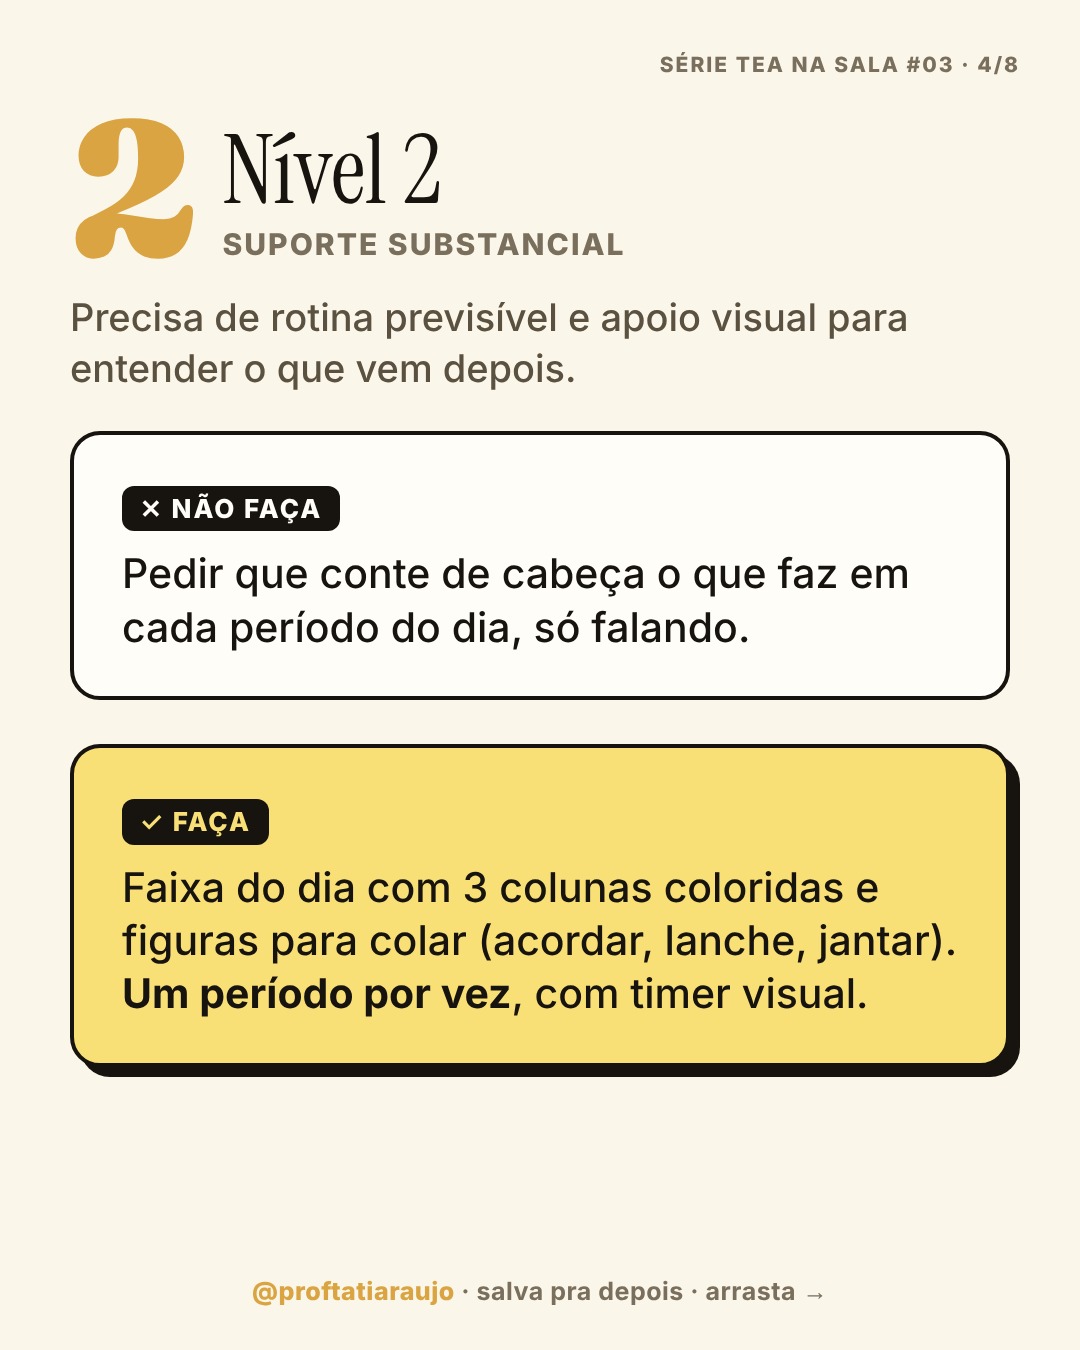 SÉRIE TEA NA SALA #03 · 4/8
2
Nível 2
SUPORTE SUBSTANCIAL
Precisa de rotina previsível e apoio visual para
entender o que vem depois.
✕ NÃO FAÇA
Pedir que conte de cabeça o que faz em
cada período do dia, só falando.
✓ FAÇA
Faixa do dia com 3 colunas coloridas e
figuras para colar (acordar, lanche, jantar).
Um período por vez, com timer visual.
@proftatiaraujo · salva pra depois · arrasta →